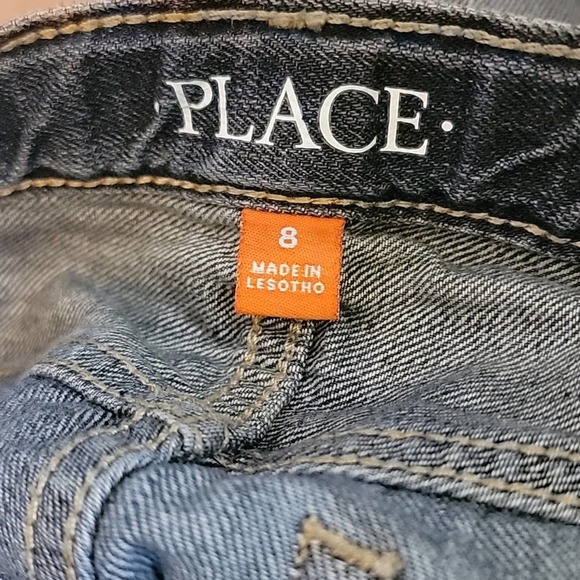 ·PLACE·
8
MADE IN
LESOTHO